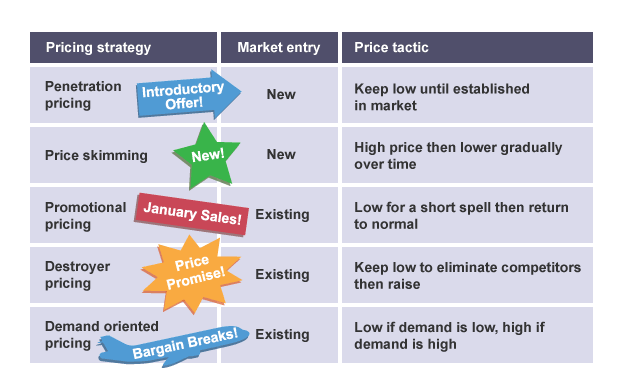 Pricing strategy Market entry Price tactic
Penetration
pricing
Introductory
Offer!
New
Keep low until established
in market
Price skimming
New!
New
High price then lower gradually
over time
Promotional
pricing
January Sales!
Existing
Low for a short spell then return
to normal
Destroyer
pricing
Price
Promise!
Existing
Keep low to eliminate competitors
then raise
Demand oriented
pricing
Bargain Breaks!
Existing
Low if demand is low, high if
demand is high